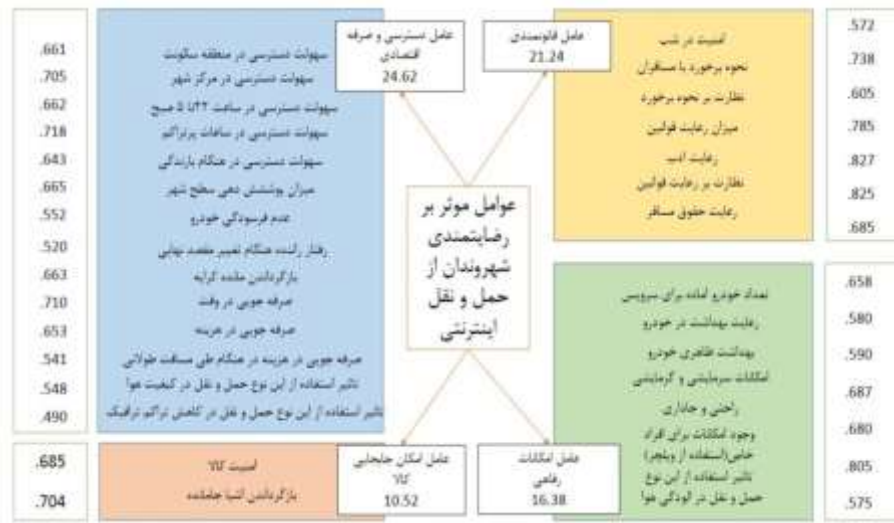 عامل قانونمندی
21.24
امنیت در شب
نحوه برخورد با مسافران
نظارت بر نحوه برخورد
میزان رعایت قوانین
رعایت ادب
نظارت بر رعایت قوانین
رعایت حقوق مسافر
.572
.738
.605
.785
.827
.825
.685
عامل دسترسی و صرفه
اقتصادی
24.62
سهولت دسترسی در منطقه سکونت
سهولت دسترسی در مرکز شهر
سهولت دسترسی در ساعت ۲۲تا ۵ صبح
سهولت دسترسی در ساعات پرتراکم
سهولت دسترسی در هنگام بارندگی
میزان پوشش دهی سطح شهر
عدم فرسودگی خودرو
رفتار راننده هنگام تغییر مقصد نهایی
بازگرداندن مانده کرایه
صرفه جویی در وقت
صرفه جویی در هزینه
صرفه جویی در هزینه در هنگام طی مسافت طولانی
تاثیر استفاده از این نوع حمل و نقل در کیفیت هوا
تاثیر استفاده از این نوع حمل و نقل در کاهش تراکم ترافیک
.661
.705
.662
.718
.643
.665
.552
.520
.663
.710
.653
.541
.548
.490
عوامل موثر بر
رضایتمندی
شهروندان از
حمل و نقل
اینترنتی
تعداد خودرو آماده برای سرویس
رعایت بهداشت در خودرو
بهداشت ظاهری خودرو
امکانات سرمایشی و گرمایشی
راحتی و جاداری
وجود امکانات برای افراد
خاص(استفاده از ویلچر)
تاثیر استفاده از این نوع
حمل و نقل در آلودگی هوا
.658
.580
.590
.687
.680
.805
.575
عامل امکانات
رفاهی
16.38
عامل امکان جابجایی
کالا
10.52
امنیت کالا
بازگرداندن اشیا جامانده
.685
.704